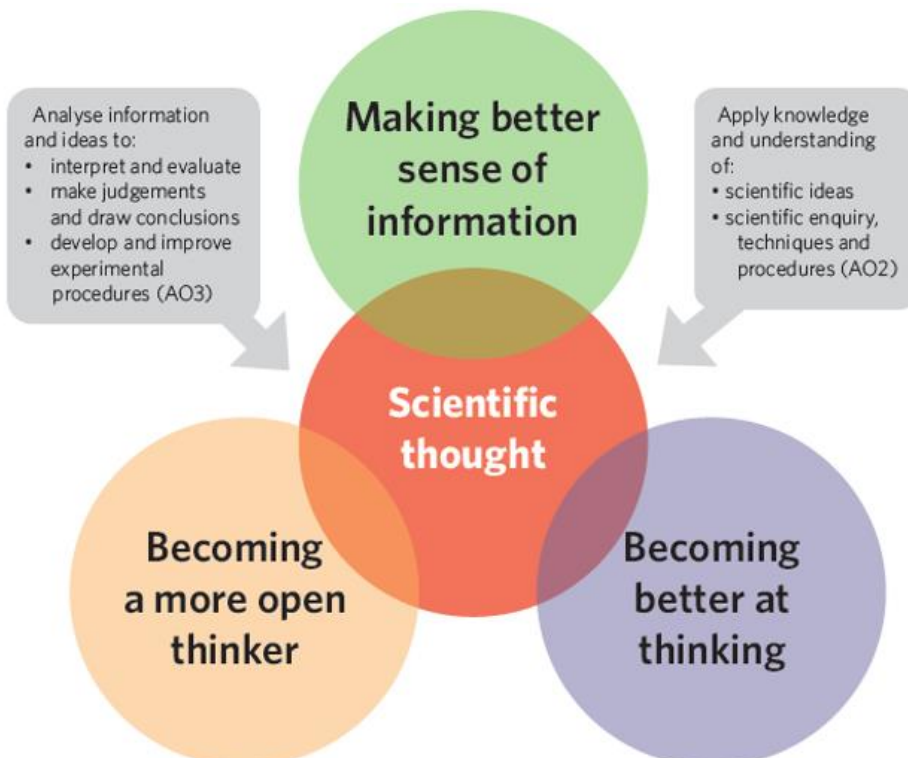 Analyse information
and ideas to:
• interpret and evaluate
• make judgements
and draw conclusions
• develop and improve
experimental
procedures (AO3)
Making better
sense of
information
Apply knowledge
and understanding
of:
• scientific ideas
• scientific enquiry,
techniques and
procedures (AO2)
Scientific
thought
Becoming
a more open
thinker
Becoming
better at
thinking